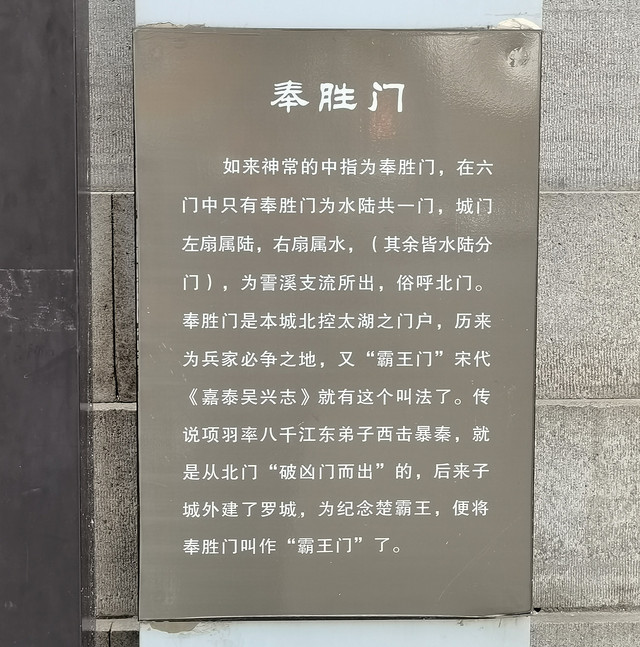 奉胜门
如来神常的中指为奉胜门，在六
门中只有奉胜门为水陆共一门，城门
左扇属陆，右扇属水，（其余皆水陆分
门），为霅溪支流所出，俗呼北门。
奉胜门是本城北控太湖之门户，历来
为兵家必争之地，又“霸王门”宋代
《嘉泰吴兴志》就有这个叫法了。传
说项羽率八千江东弟子西击暴秦，就
是从北门“破凶门而出”的，后来子
城外建了罗城，为纪念楚霸王，便将
奉胜门叫作“霸王门”了。